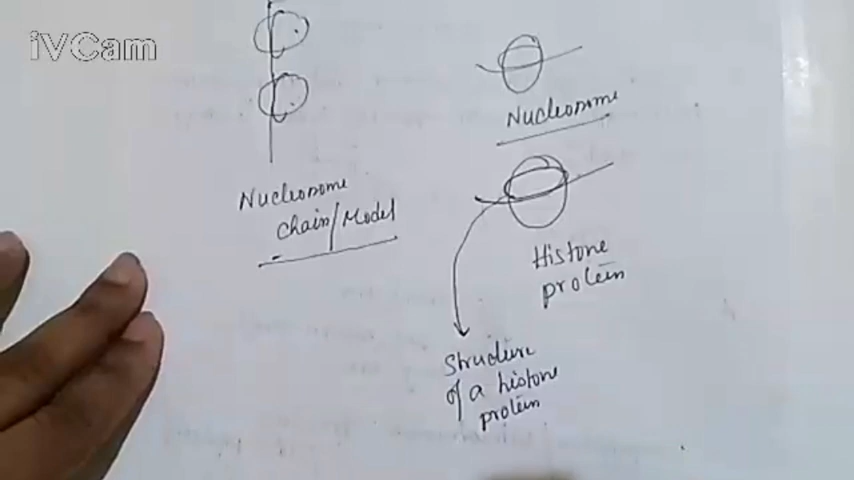 iVCam
Nucleosome
Nucleosome
chain/Model
Histone
protein
Structure
of a histone
protein